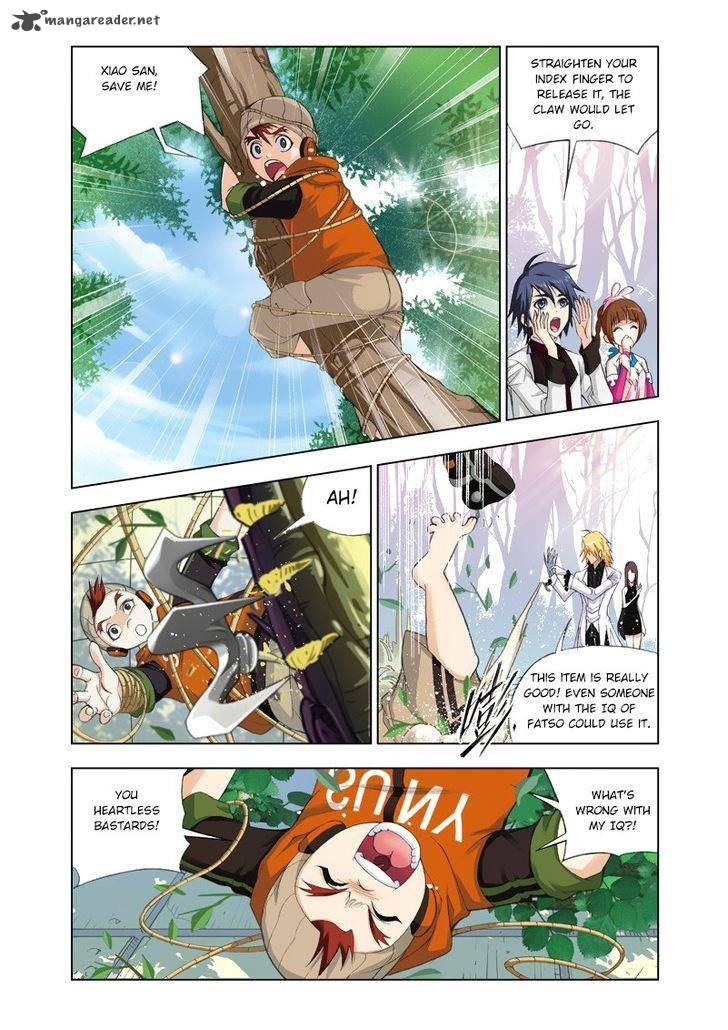 mangareader.net
XIAO SAN,
SAVE ME!
STRAIGHTEN YOUR
INDEX FINGER TO
RELEASE IT, THE
CLAW WOULD LET
GO.
AH!
THIS ITEM IS REALLY
GOOD! EVEN SOMEONE
WITH THE IQ OF
FATSO COULD USE IT.
YOU
HEARTLESS
BASTARDS!
WHAT'S
WRONG WITH
MY IQ?!